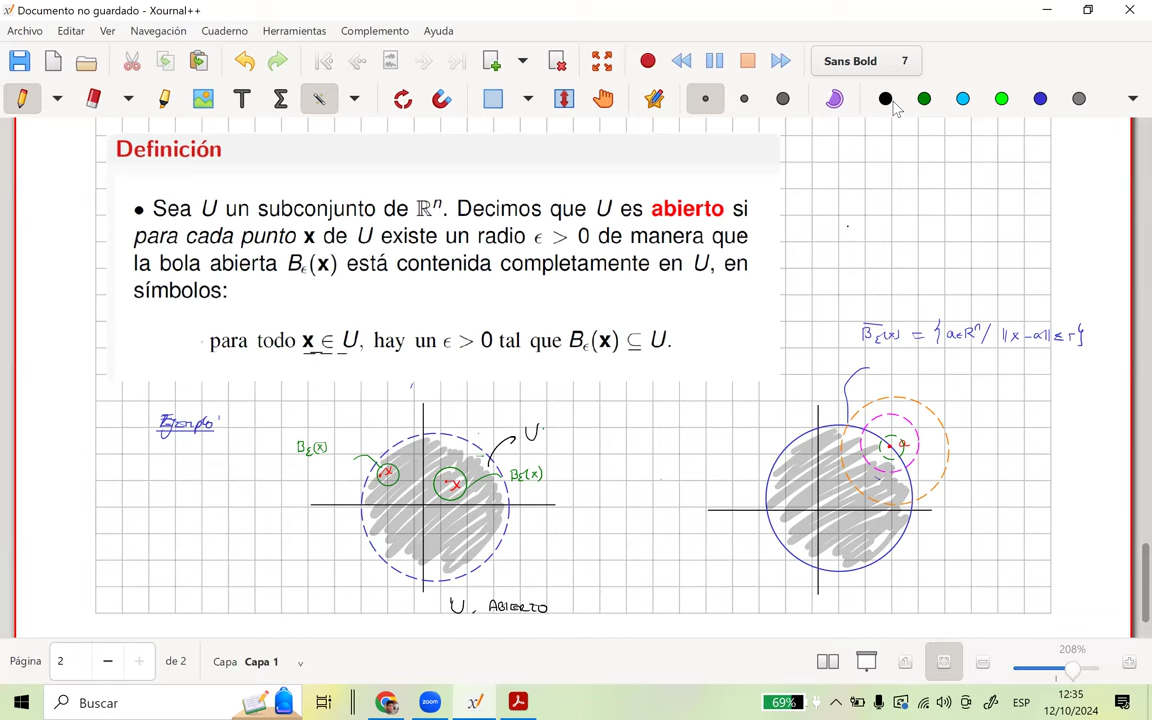 Documento no guardado - Xournal++
Archivo Editar Ver Navegación Cuaderno Herramientas Complemento Ayuda
Sans Bold 7
Definición
• Sea U un subconjunto de ℝⁿ. Decimos que U es abierto si
para cada punto x de U existe un radio ϵ > 0 de manera que
la bola abierta Bϵ(x) está contenida completamente en U, en
símbolos:
para todo x ∈ U, hay un ϵ > 0 tal que Bϵ(x) ⊆ U.
B̅ε(x) = {a∈Rⁿ / ||x-a|| ≤ r}
Ejemplo
U
Bε(x)
x
x
Bε(x)
a
U. ABIERTO
Página 2 de 2 Capa Capa 1
208%
Buscar
69%
ESP
12:35
12/10/2024